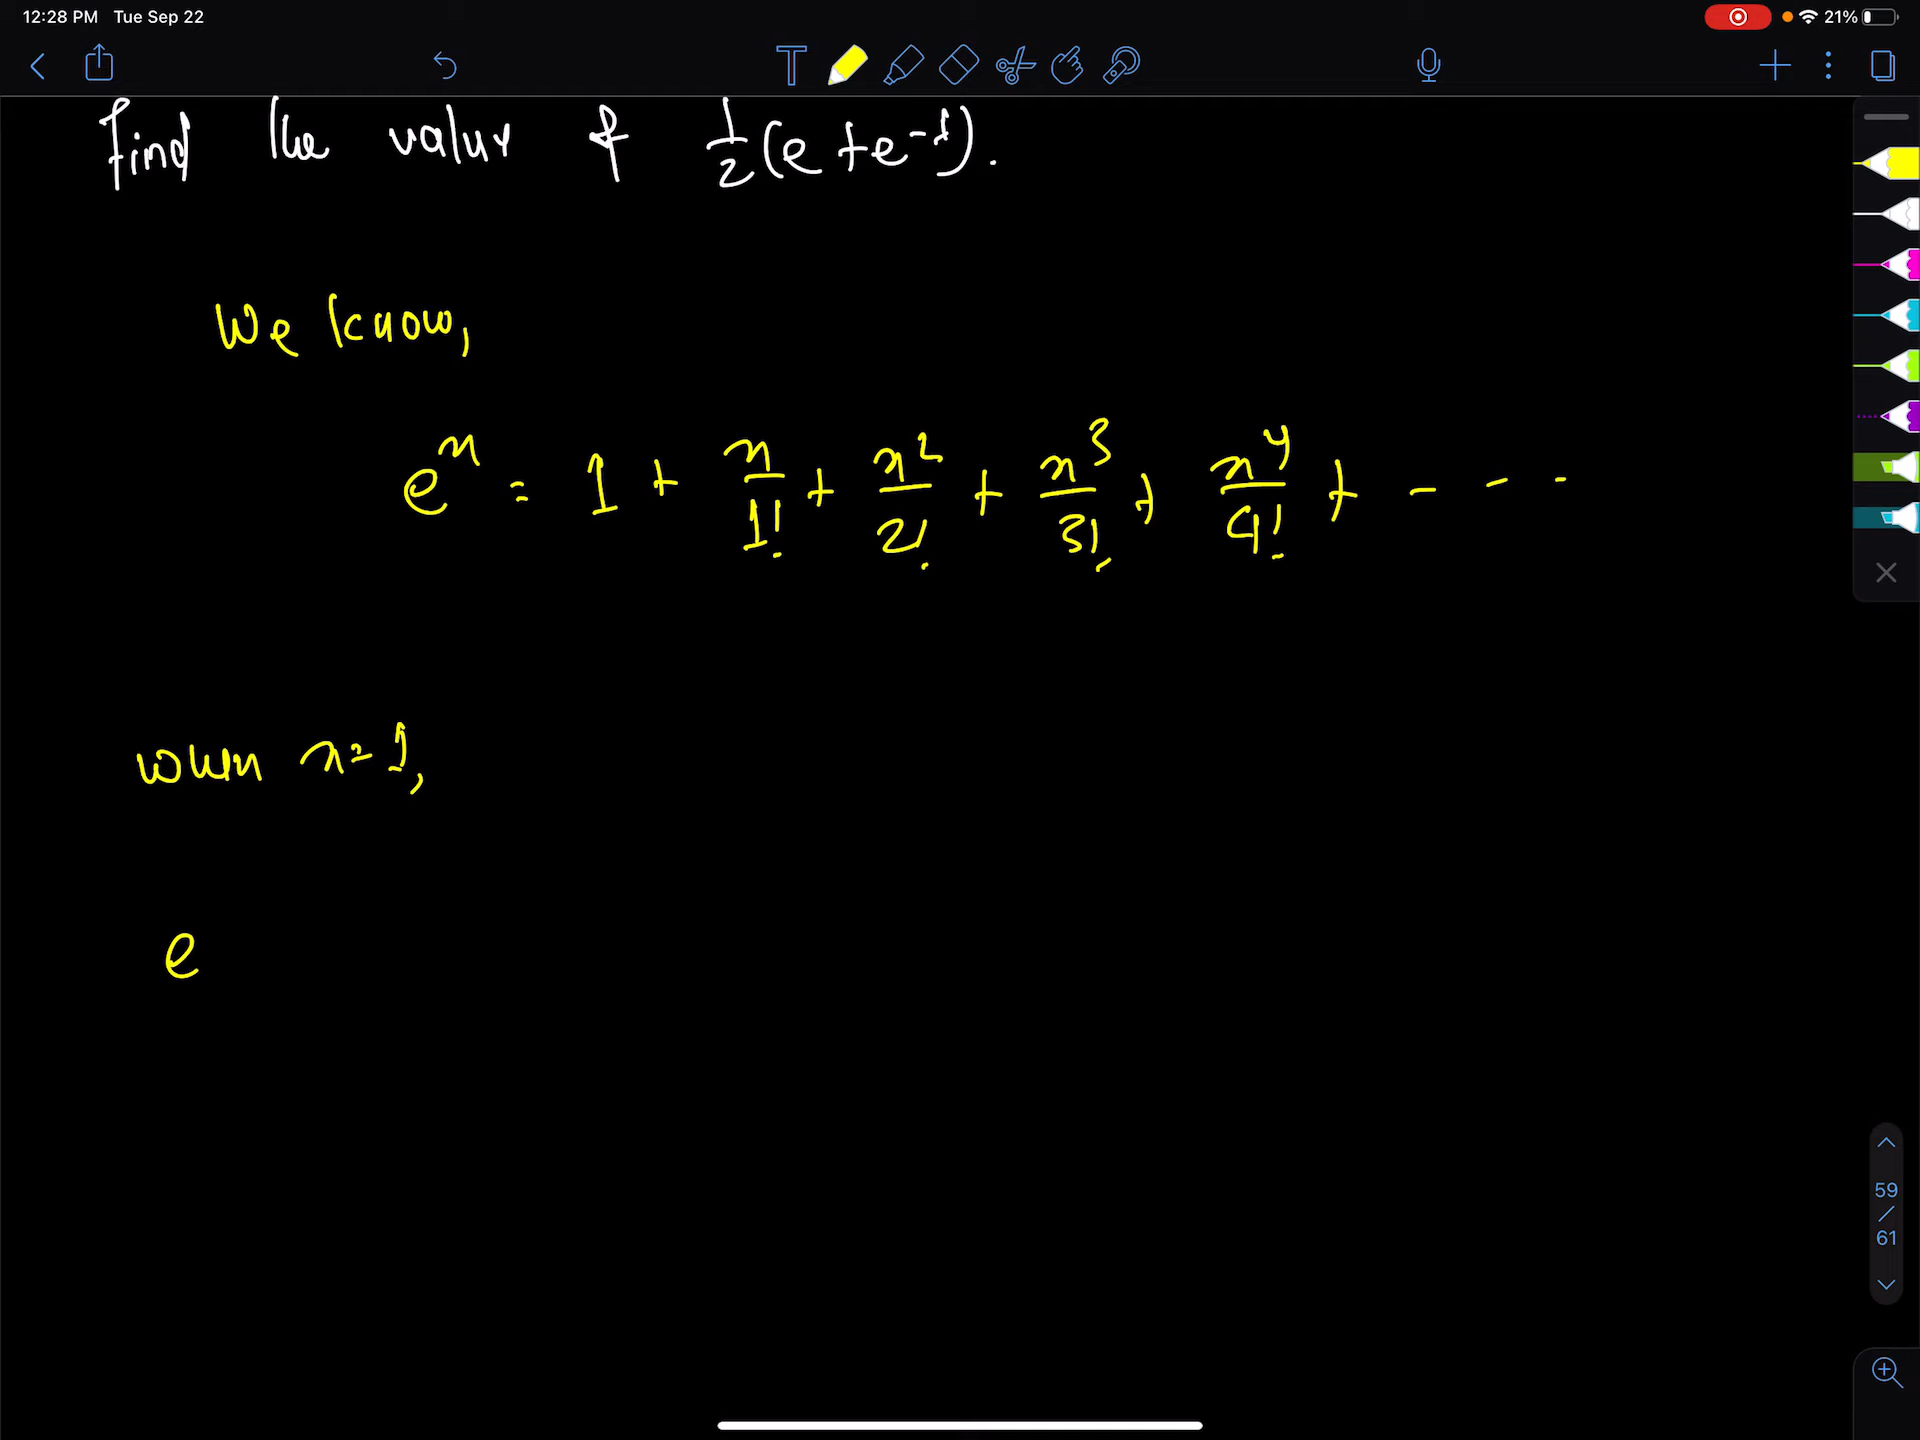 12:28 PM Tue Sep 22 21%
Find the value of 1/2(e+e^-1).
We know,
e^x = 1 + x/1! + x^2/2! + x^3/3! + x^4/4! + - - -
when x=1,
e
59
/
61